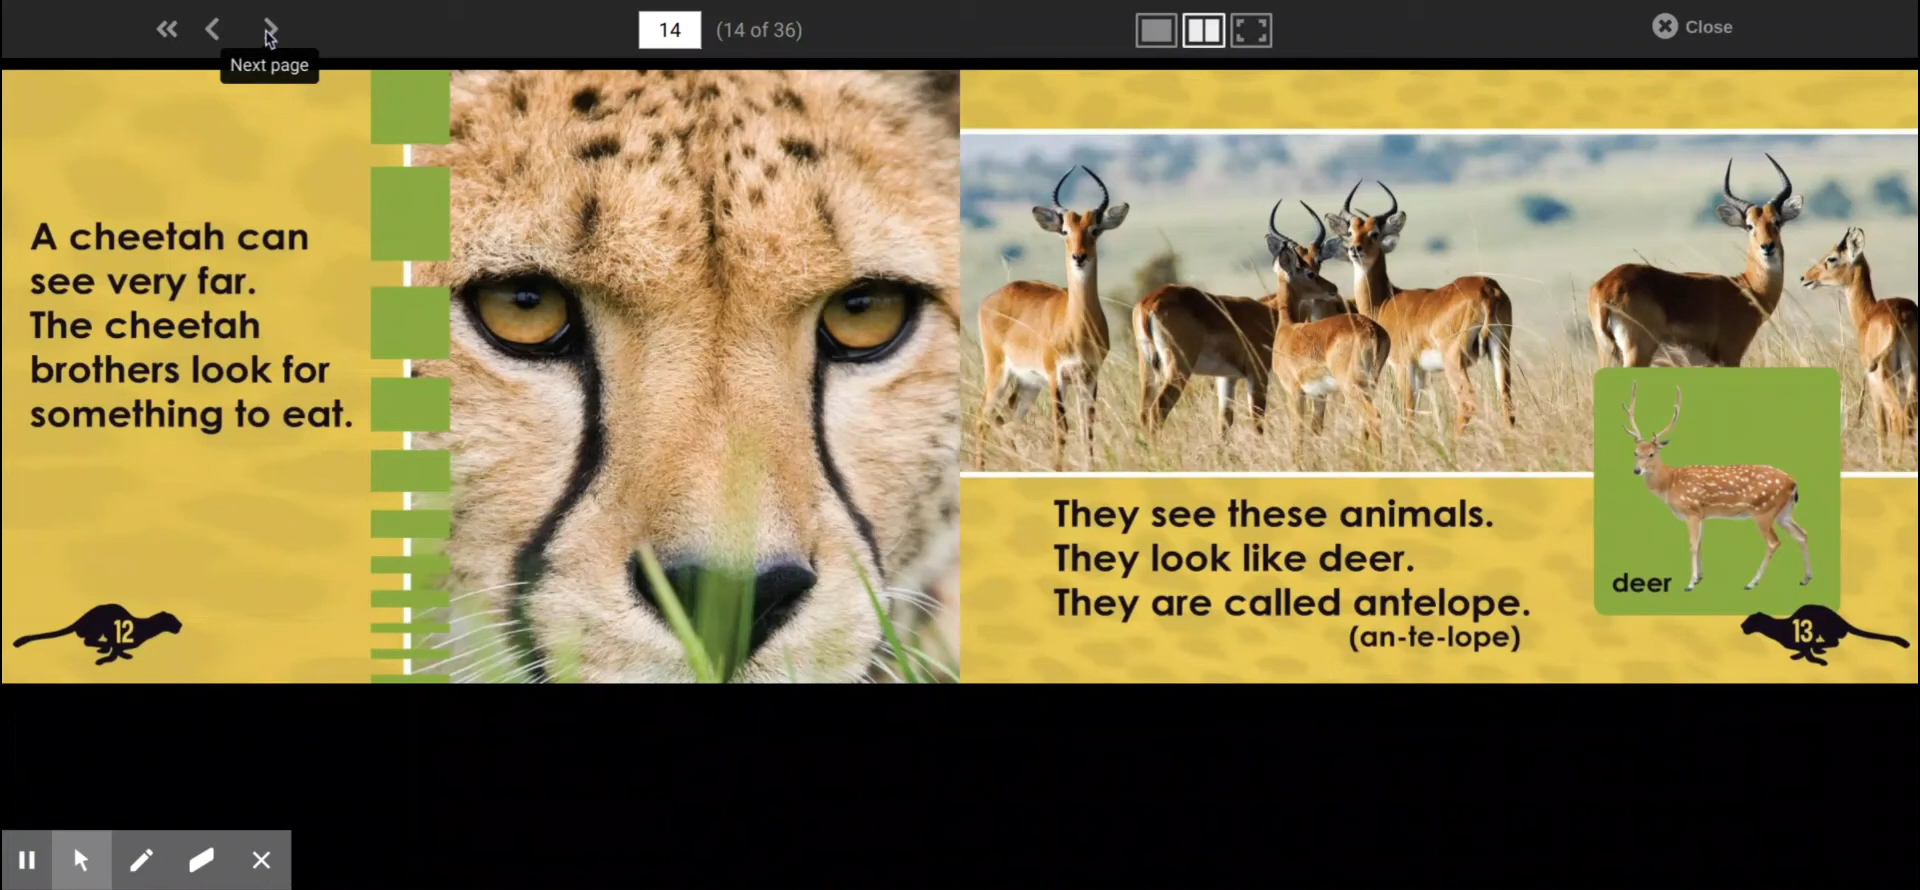 14 (14 of 36)
Close
Next page
A cheetah can
see very far.
The cheetah
brothers look for
something to eat.
12
They see these animals.
They look like deer.
They are called antelope.
(an-te-lope)
deer
13